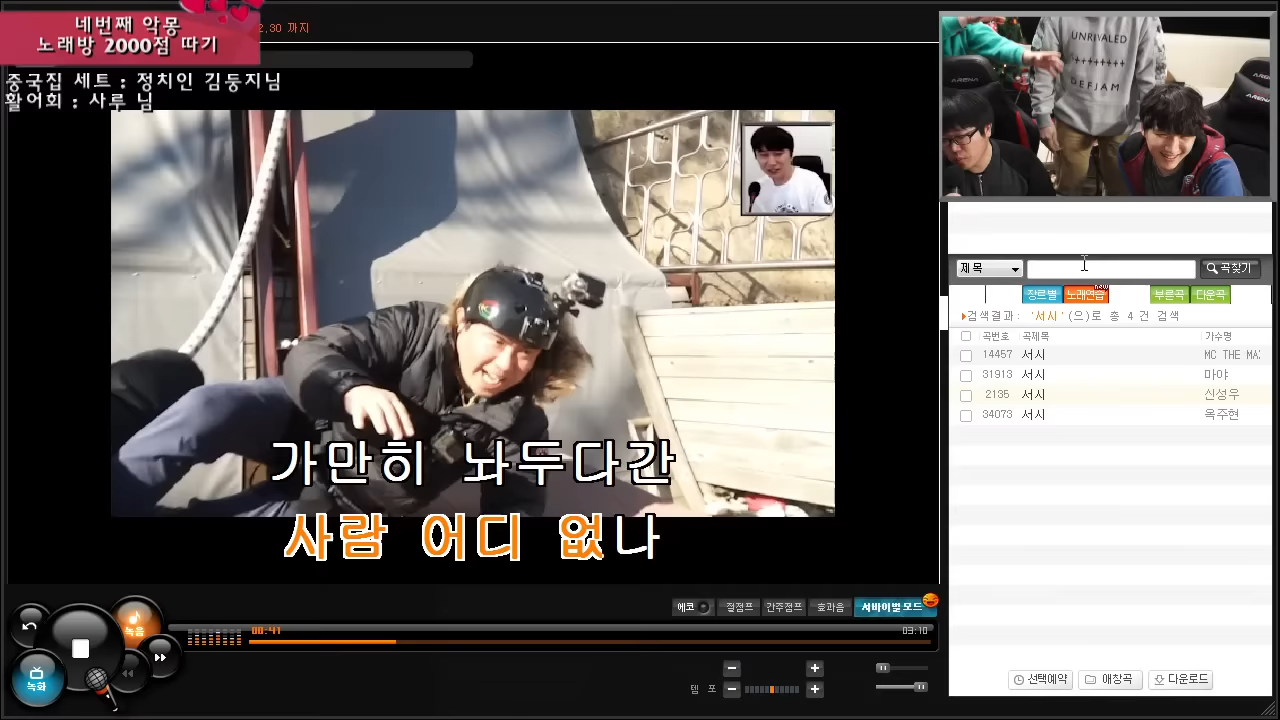 네번째 악몽
노래방 2000점 따기
2,30 까지
중국집 세트 : 정치인 김둥지님
활어회 : 사루 님
UNRIVALED
DEFJAM
제목
곡찾기
장르별 노래연습 new 부른곡 다운곡
검색결과 : '서시' (으)로 총 4 건 검색
곡번호 곡제목 가수명
14457 서시 MC THE MA
31913 서시 마야
2135 서시 신성우
34073 서시 옥주현
가만히 놔두다간
사람 어디 없나
에코 절점프 간주점프 효과음 서바이벌 모드
녹음
00:41 03:10
녹화
템 포
선택예약 애창곡 다운로드